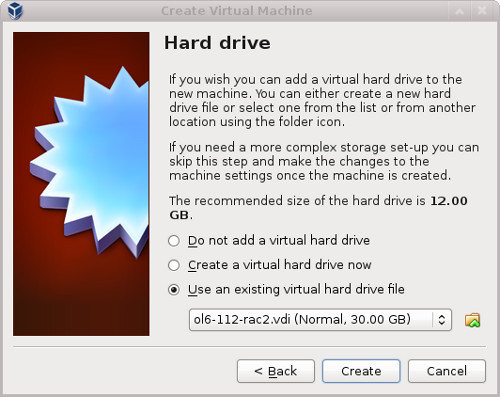 Create Virtual Machine
Hard drive
If you wish you can add a virtual hard drive to the
new machine. You can either create a new hard
drive file or select one from the list or from another
location using the folder icon.
If you need a more complex storage set-up you can
skip this step and make the changes to the
machine settings once the machine is created.
The recommended size of the hard drive is 12.00
GB.
Do not add a virtual hard drive
Create a virtual hard drive now
Use an existing virtual hard drive file
ol6-112-rac2.vdi (Normal, 30.00 GB)
< Back
Create
Cancel